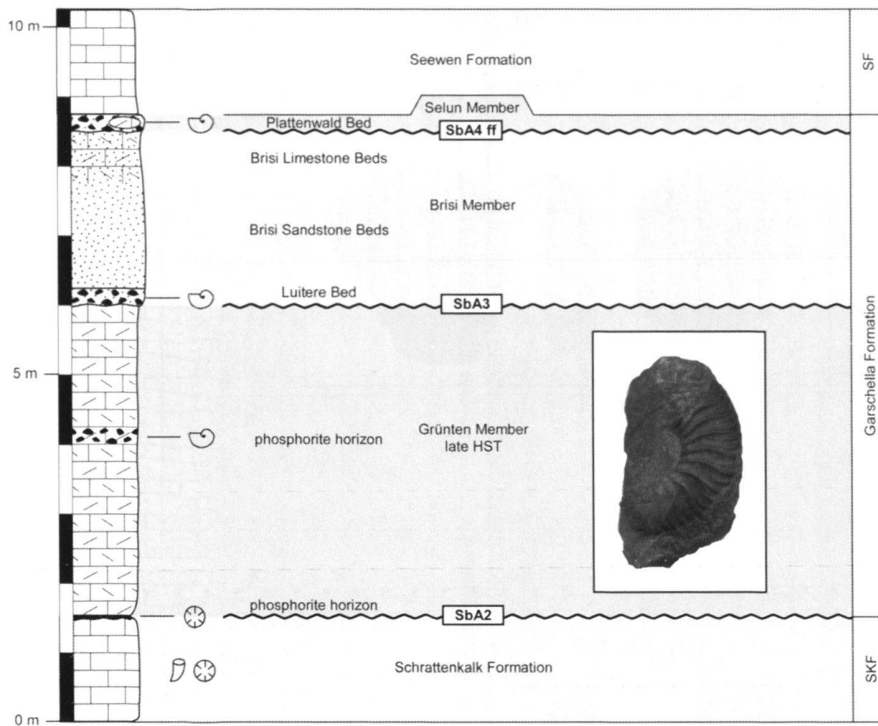 10 m
SF
Seewen Formation
Selun Member
Plattenwald Bed
SbA4 ff
Brisi Limestone Beds
Brisi Member
Brisi Sandstone Beds
Luitere Bed
SbA3
5 m
Garschella Formation
phosphorite horizon
Grünten Member
late HST
phosphorite horizon
SbA2
Schrattenkalk Formation
SKF
0 m